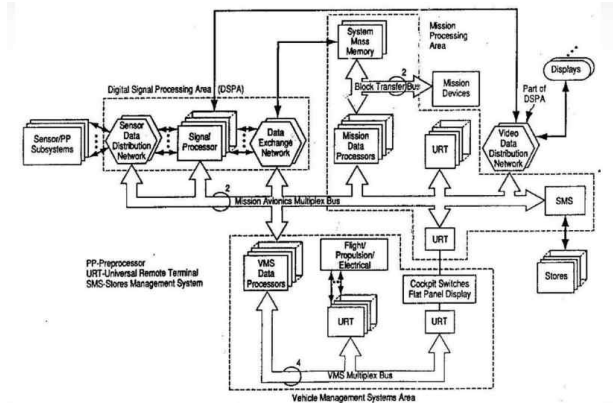 System
Mnss
Memory
Mission
Processing
Area
Digital Signal Processing Area (DSPA)
2
Block Transfer Bus
Mission
Devices
Part of
DSPA
Displays
Sensor/PP
Subsystems
Sensor
Data
Distribution
Network
Signal
Processor
Data
Exchange
Network
Mission Data
Processors
URT
Video
Data
Distribution
Network
2
Mission Avionics Multiplex Bus
SMS
URT
Stores
PP-Preprocessor
URT-Universal Remote Terminal
SMS-Stores Management System
VMS
Data
Processors
Flight/
Propulsion/
Electrical
Cockpit Switches
Flat Panel Display
URT
URT
4
VMS Multiplex Bus
Vehicle Management Systems Area